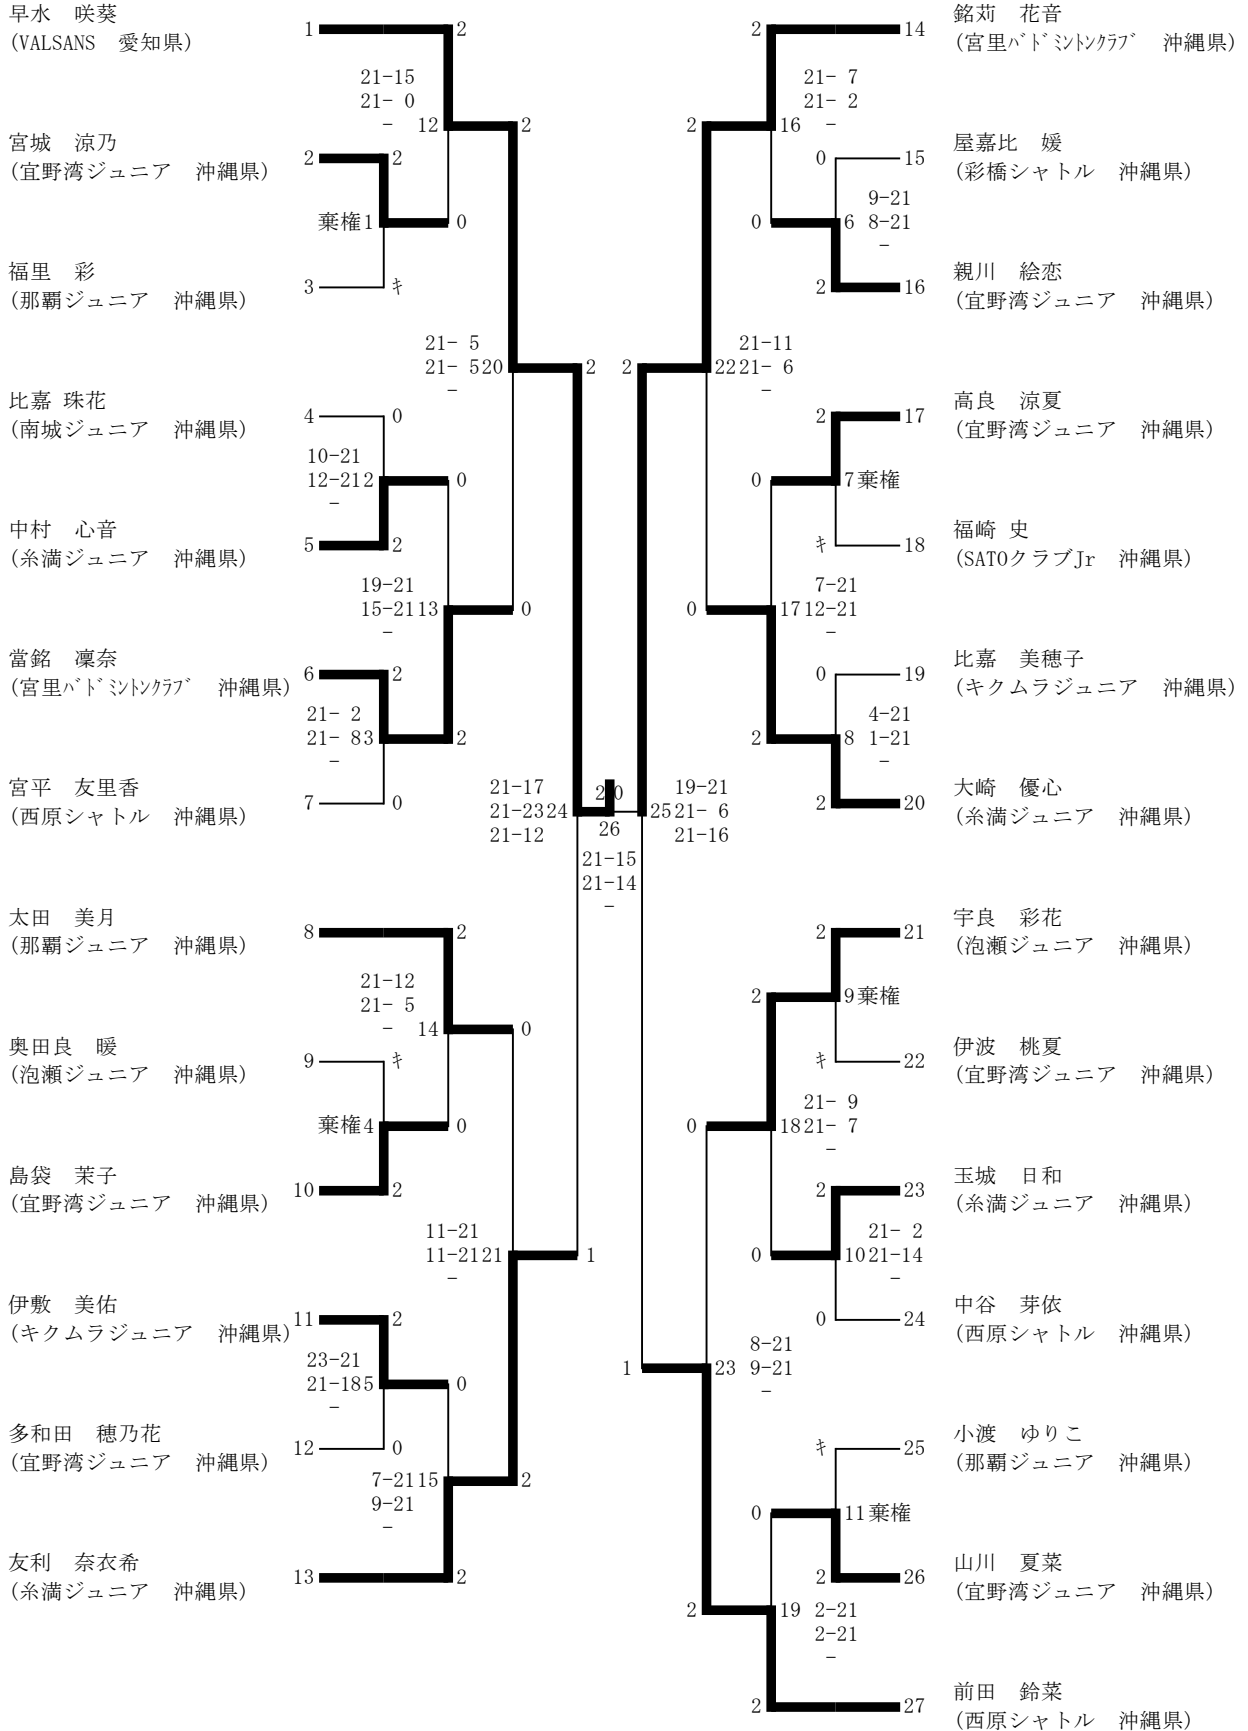 早水　咲葵
(VALSANS　愛知県)
1
2
21-15
21- 0
-
12
2
宮城　涼乃
(宜野湾ジュニア　沖縄県)
2
2
棄権1
0
福里　彩
(那覇ジュニア　沖縄県)
3
ｷ
21- 5
21- 5 20
-
2
比嘉 珠花
(南城ジュニア　沖縄県)
4
0
10-21
12-21 2
-
0
中村　心音
(糸満ジュニア　沖縄県)
5
2
19-21
15-21 13
-
0
當銘　凜奈
(宮里ﾊﾞﾄﾞﾐﾝﾄﾝｸﾗﾌﾞ　沖縄県)
6
2
21- 2
21- 8 3
-
2
宮平　友里香
(西原シャトル　沖縄県)
7
0
21-17
21-23 24
21-12
2 0
26
21-15
21-14
-
太田　美月
(那覇ジュニア　沖縄県)
8
2
21-12
21- 5
-
14
0
奥田良　暖
(泡瀬ジュニア　沖縄県)
9
ｷ
棄権4
0
島袋　茉子
(宜野湾ジュニア　沖縄県)
10
2
11-21
11-21 21
-
1
伊敷　美佑
(キクムラジュニア　沖縄県)
11
2
23-21
21-18 5
-
0
多和田　穂乃花
(宜野湾ジュニア　沖縄県)
12
0
7-21 15
9-21
-
2
友利　奈衣希
(糸満ジュニア　沖縄県)
13
2
2
14
銘苅　花音
(宮里ﾊﾞﾄﾞﾐﾝﾄﾝｸﾗﾌﾞ　沖縄県)
21- 7
21- 2
-
2
16
0
15
屋嘉比　媛
(彩橋シャトル　沖縄県)
9-21
6 8-21
-
0
2
16
親川　絵恋
(宜野湾ジュニア　沖縄県)
2
21-11
22 21- 6
-
2
17
高良　涼夏
(宜野湾ジュニア　沖縄県)
0
7棄権
ｷ
18
福崎 史
(SATOクラブJr　沖縄県)
7-21
0
17 12-21
-
0
19
比嘉　美穂子
(キクムラジュニア　沖縄県)
4-21
2
8 1-21
-
2
20
大崎　優心
(糸満ジュニア　沖縄県)
19-21
25 21- 6
21-16
2
21
宇良　彩花
(泡瀬ジュニア　沖縄県)
2
9棄権
ｷ
22
伊波　桃夏
(宜野湾ジュニア　沖縄県)
21- 9
0
18 21- 7
-
2
23
玉城　日和
(糸満ジュニア　沖縄県)
21- 2
0
10 21-14
-
0
24
中谷　芽依
(西原シャトル　沖縄県)
8-21
1
23 9-21
-
ｷ
25
小渡　ゆりこ
(那覇ジュニア　沖縄県)
0
11棄権
2
26
山川　夏菜
(宜野湾ジュニア　沖縄県)
2
19 2-21
2-21
-
2
27
前田　鈴菜
(西原シャトル　沖縄県)